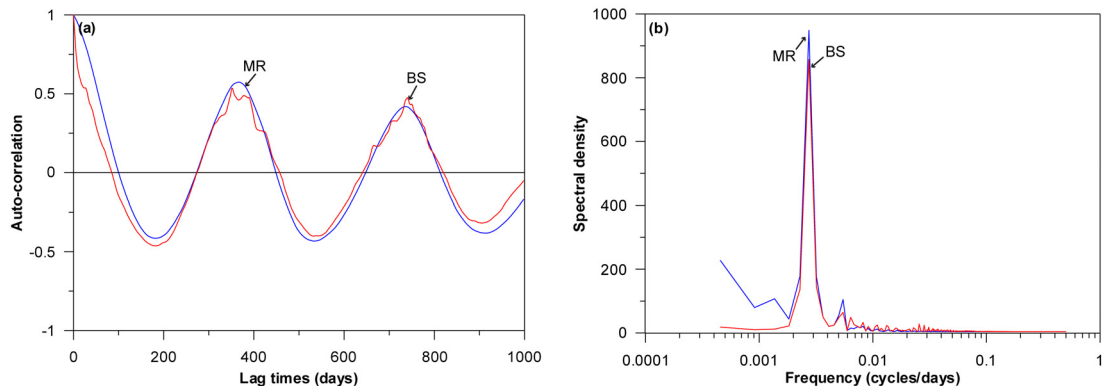 (a)
MR
BS
1
0.5
0
-0.5
-1
Auto-correlation
0
200
400
600
800
1000
Lag times (days)
(b)
MR
BS
1000
800
600
400
200
0
Spectral density
0.0001
0.001
0.01
0.1
1
Frequency (cycles/days)